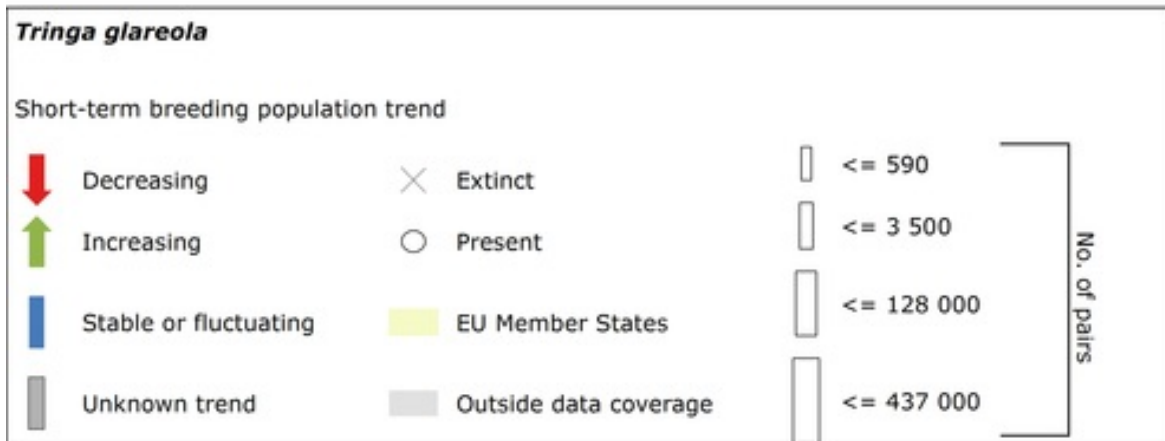 Tringa glareola
Short-term breeding population trend
Decreasing
Increasing
Stable or fluctuating
Unknown trend
Extinct
Present
EU Member States
Outside data coverage
<= 590
<= 3 500
<= 128 000
<= 437 000
No. of pairs